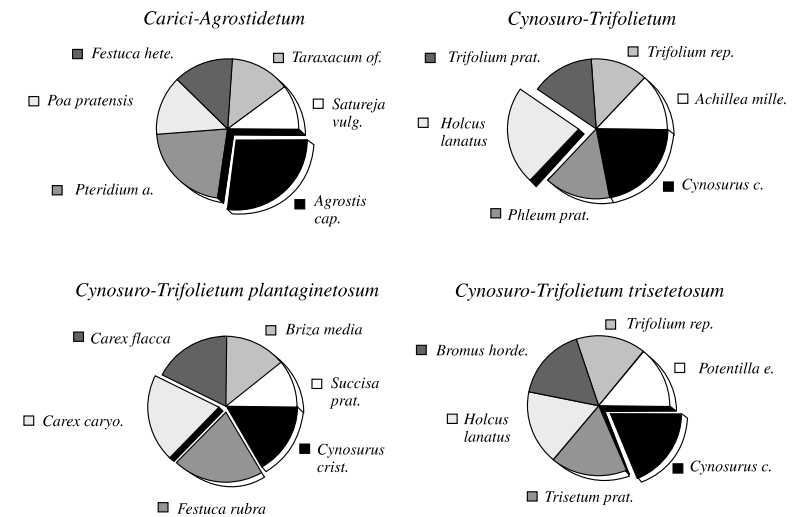 Carici-Agrostidetum
Festuca hete.
Taraxacum of.
Poa pratensis
Satureja
vulg.
Pteridium a.
Agrostis
cap.
Cynosuro-Trifolietum
Trifolium prat.
Trifolium rep.
Achillea mille.
Holcus
lanatus
Cynosurus c.
Phleum prat.
Cynosuro-Trifolietum plantaginetosum
Carex flacca
Briza media
Succisa
prat.
Carex caryo.
Cynosurus
crist.
Festuca rubra
Cynosuro-Trifolietum trisetetosum
Trifolium rep.
Bromus horde.
Potentilla e.
Holcus
lanatus
Cynosurus c.
Trisetum prat.